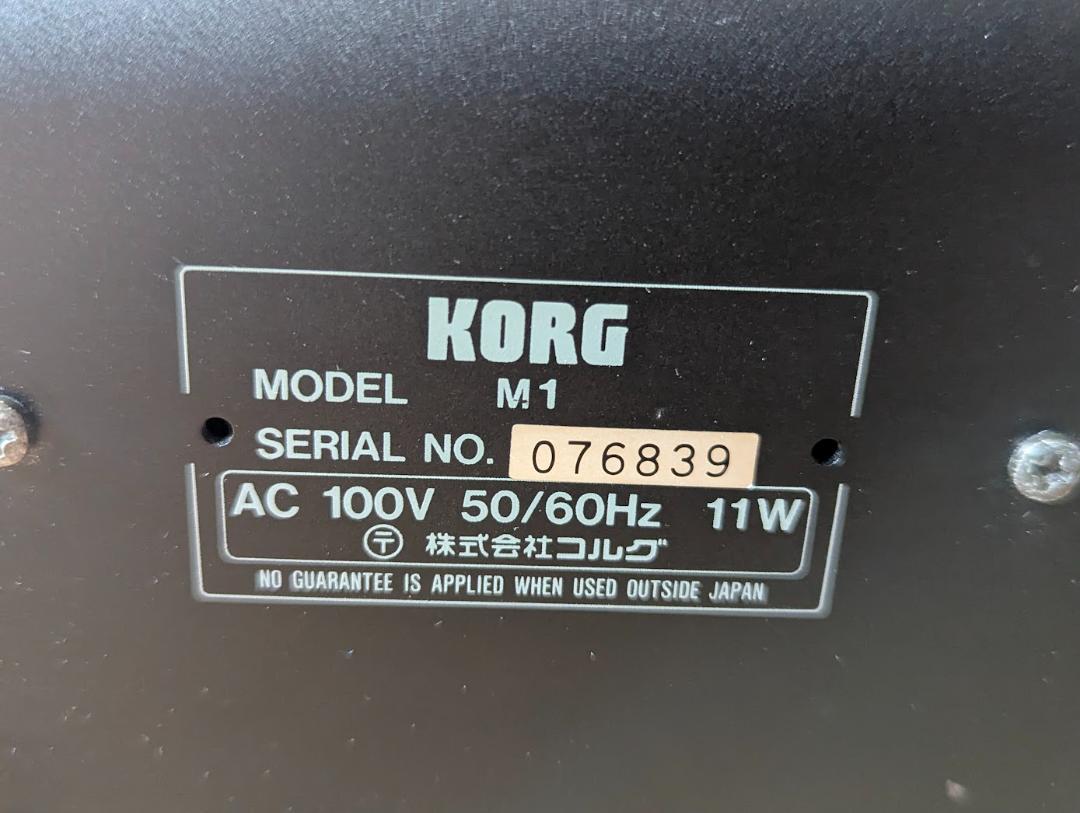 KORG
MODEL M1
SERIAL NO. 076839
AC 100V 50/60Hz 11W
〶 株式会社コルグ
NO GUARANTEE IS APPLIED WHEN USED OUTSIDE JAPAN